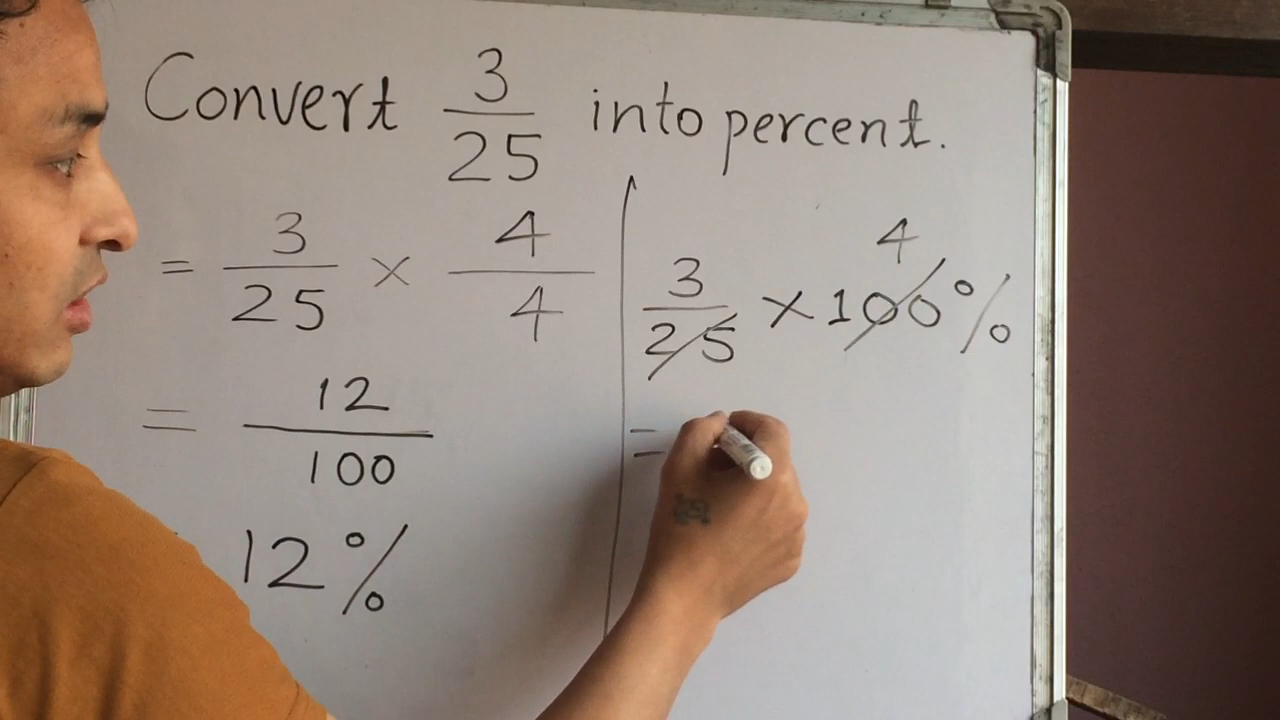 Convert 3/25 into percent.
= 3/25 × 4/4
= 12/100
12%
3/25 × 100%
4
=